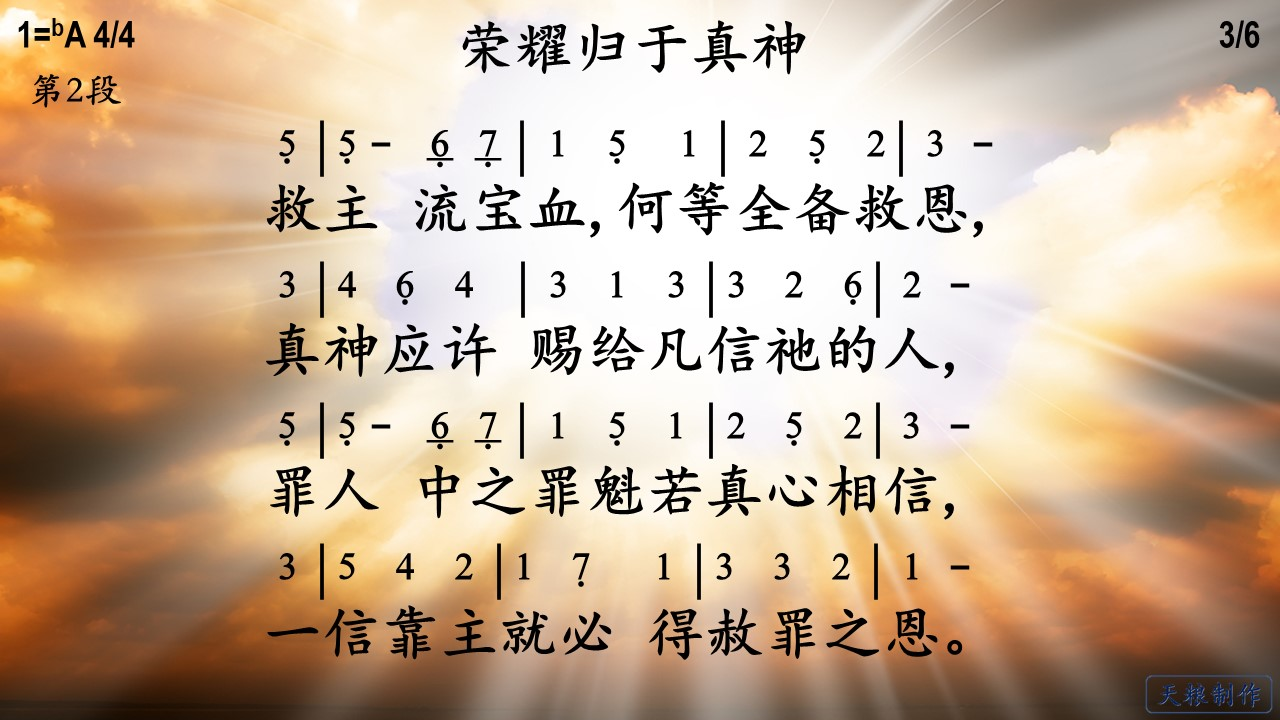 1=ᵇA 4/4
荣耀归于真神
3/6
第2段
5̣ | 5̣ - 6̣ 7̣ | 1 5̣ 1 | 2 5̣ 2 | 3 -
救主 流宝血,何等全备救恩,
3 | 4 6̣ 4 | 3 1 3 | 3 2 6̣ | 2 -
真神应许 赐给凡信祂的人,
5̣ | 5̣ - 6̣ 7̣ | 1 5̣ 1 | 2 5̣ 2 | 3 -
罪人 中之罪魁若真心相信,
3 | 5 4 2 | 1 7̣ 1 | 3 3 2 | 1 -
一信靠主就必 得赦罪之恩。
天粮制作